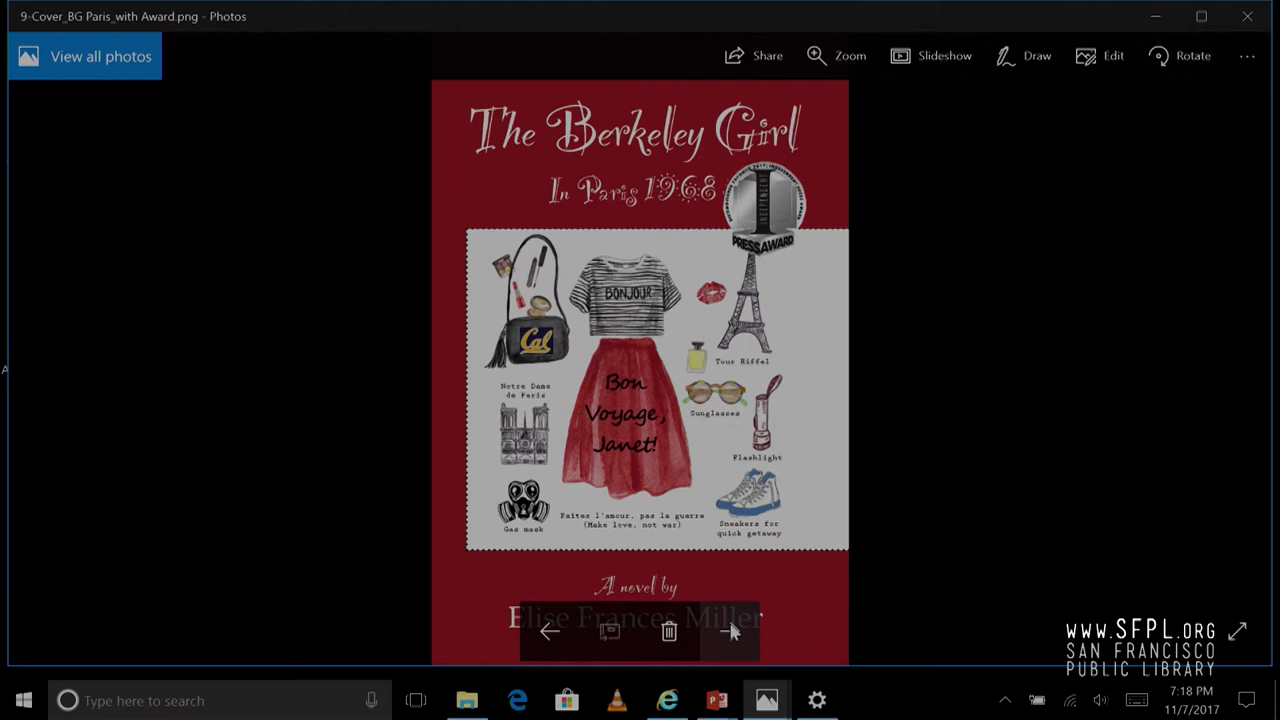 9-Cover_BG Paris_with Award.png - Photos
View all photos
Share
Zoom
Slideshow
Draw
Edit
Rotate
The Berkeley Girl
In Paris 1968
INDEPENDENT
PRESS AWARD
BONJOUR
Cal
Tour Eiffel
Notre Dame
de Paris
Bon
Voyage,
Janet!
Sunglasses
Flashlight
Gas mask
Faites l'amour, pas la guerre
(Make love, not war)
Sneakers for
quick getaway
A novel by
Elise Frances Miller
WWW.SFPL.ORG
SAN FRANCISCO
PUBLIC LIBRARY
Type here to search
7:18 PM
11/7/2017